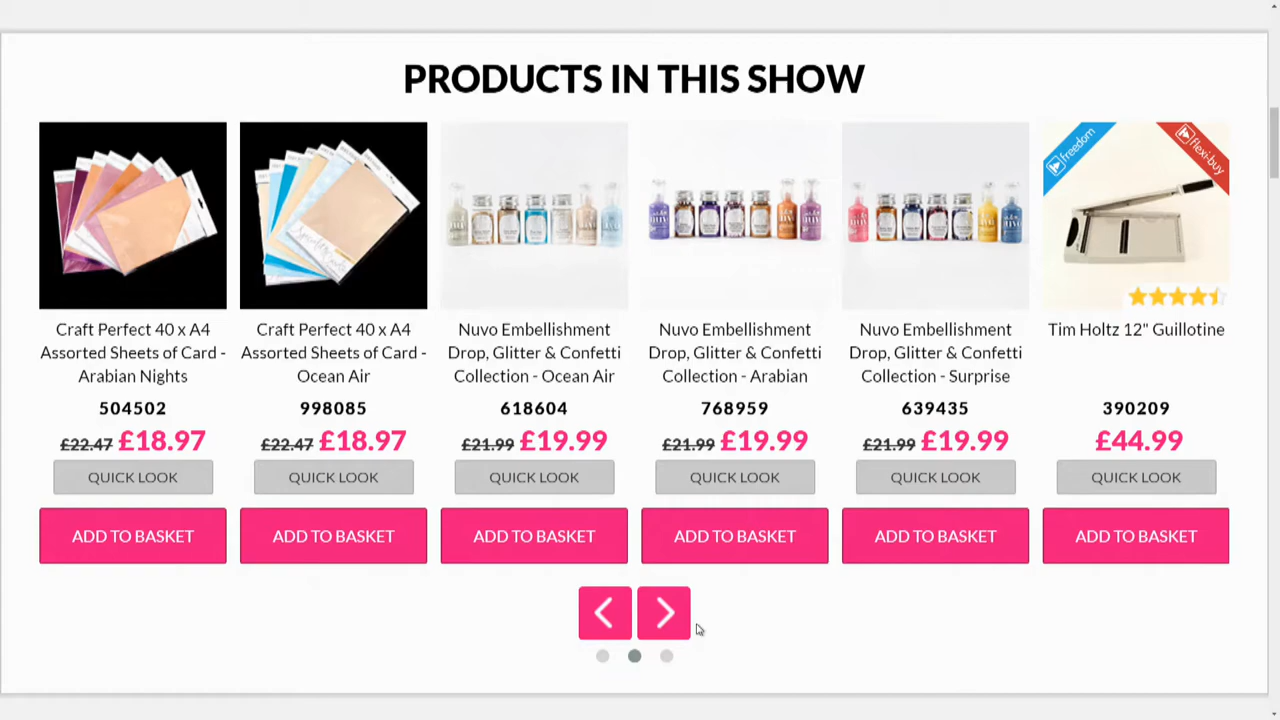 PRODUCTS IN THIS SHOW
freedom
flexi-buy
Craft Perfect 40 x A4
Assorted Sheets of Card -
Arabian Nights
504502
£22.47 £18.97
QUICK LOOK
ADD TO BASKET
Craft Perfect 40 x A4
Assorted Sheets of Card -
Ocean Air
998085
£22.47 £18.97
QUICK LOOK
ADD TO BASKET
Nuvo Embellishment
Drop, Glitter & Confetti
Collection - Ocean Air
618604
£21.99 £19.99
QUICK LOOK
ADD TO BASKET
Nuvo Embellishment
Drop, Glitter & Confetti
Collection - Arabian
768959
£21.99 £19.99
QUICK LOOK
ADD TO BASKET
Nuvo Embellishment
Drop, Glitter & Confetti
Collection - Surprise
639435
£21.99 £19.99
QUICK LOOK
ADD TO BASKET
Tim Holtz 12" Guillotine
390209
£44.99
QUICK LOOK
ADD TO BASKET